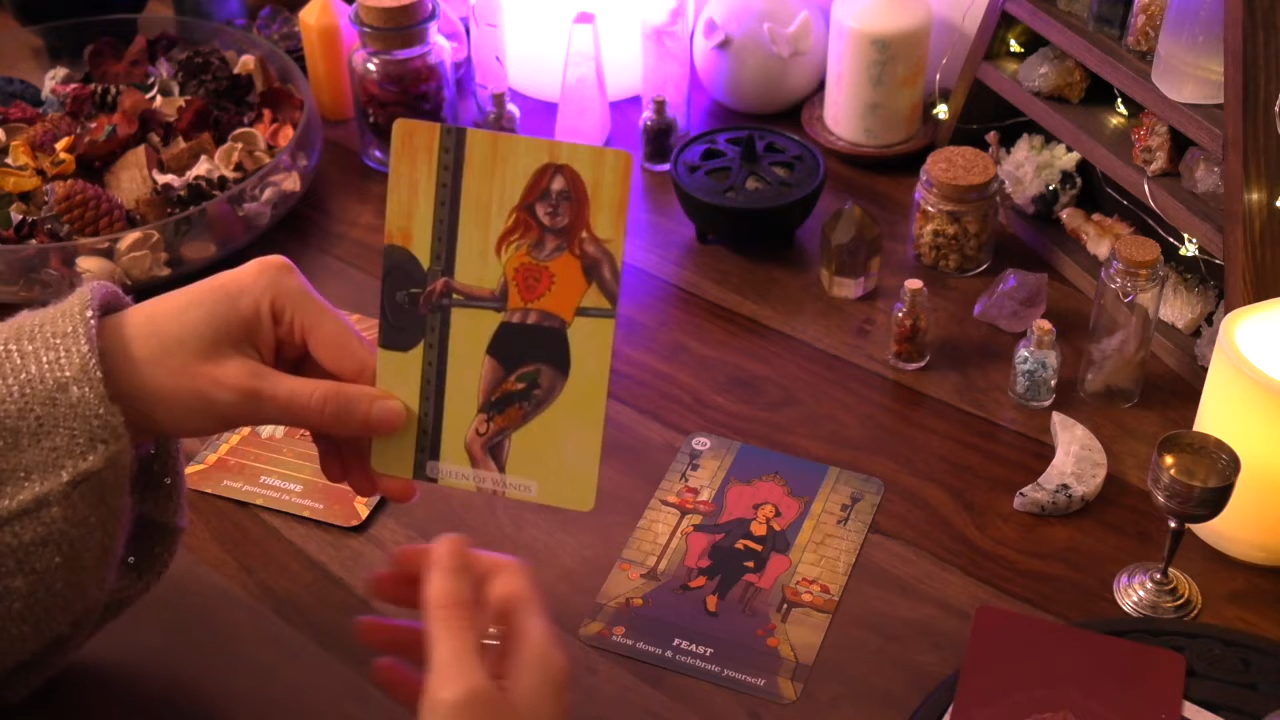 QUEEN OF WANDS
THRONE
your potential is endless
29
FEAST
slow down & celebrate yourself